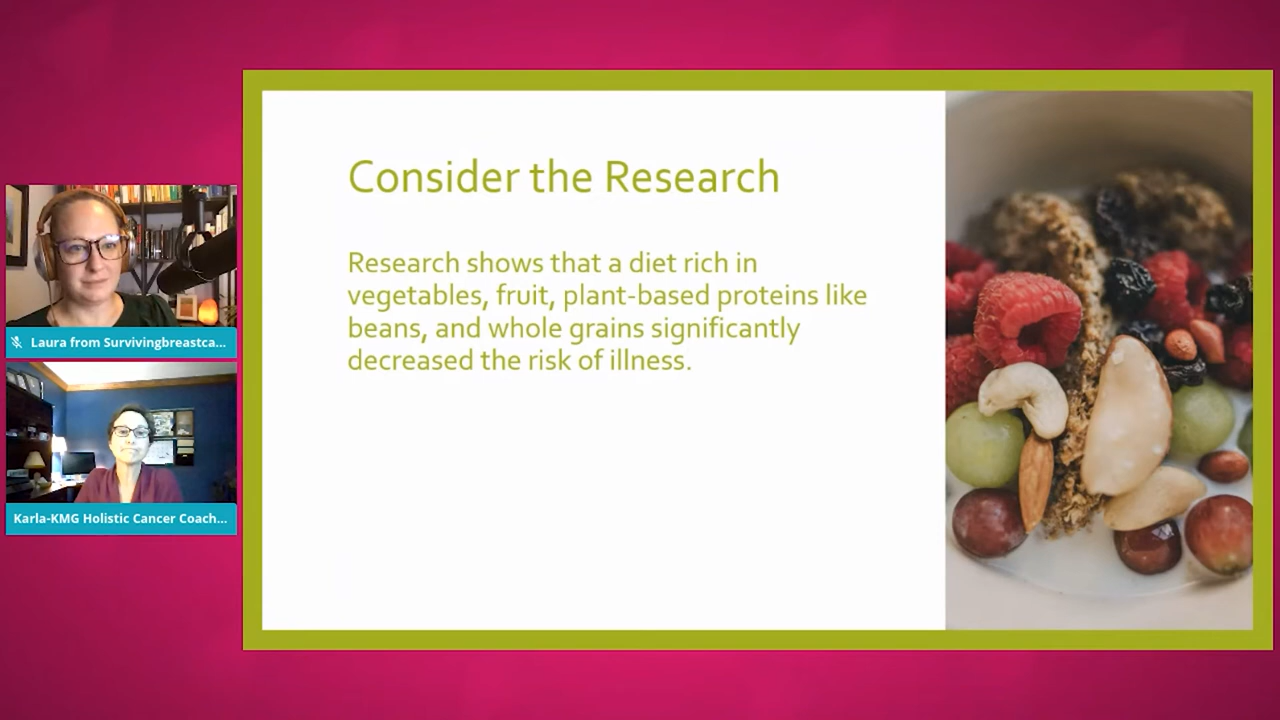 Consider the Research
Research shows that a diet rich in
vegetables, fruit, plant-based proteins like
beans, and whole grains significantly
decreased the risk of illness.
Laura from Survivingbreastca...
Karla-KMG Holistic Cancer Coach...